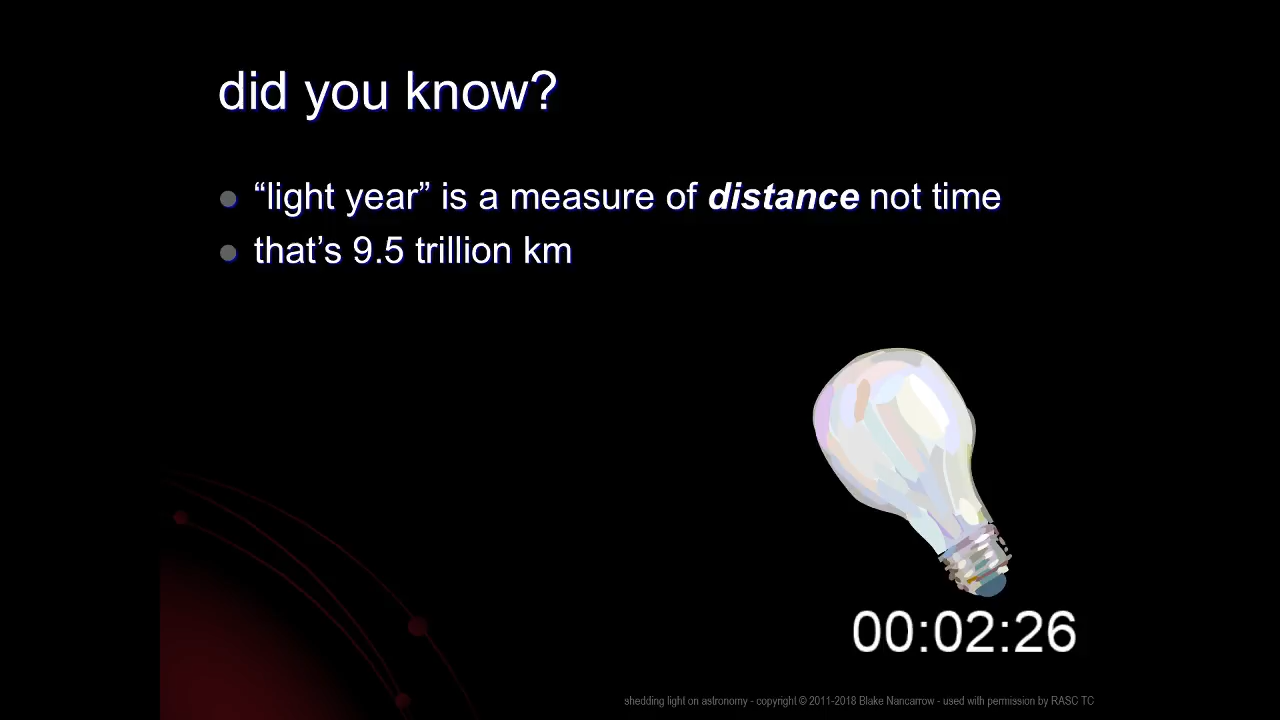 did you know?
“light year” is a measure of distance not time
that’s 9.5 trillion km
00:02:26
shedding light on astronomy - copyright © 2011-2018 Blake Nancarrow - used with permission by RASC TC